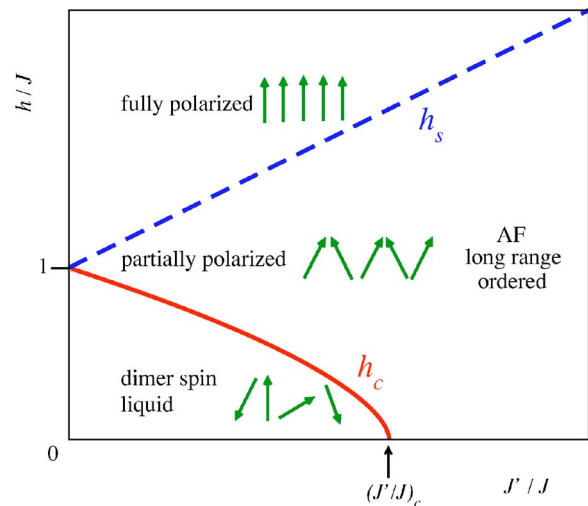 h / J
fully polarized
h_s
1
partially polarized
AF
long range
ordered
dimer spin
liquid
h_c
0
(J'/J)_c
J' / J